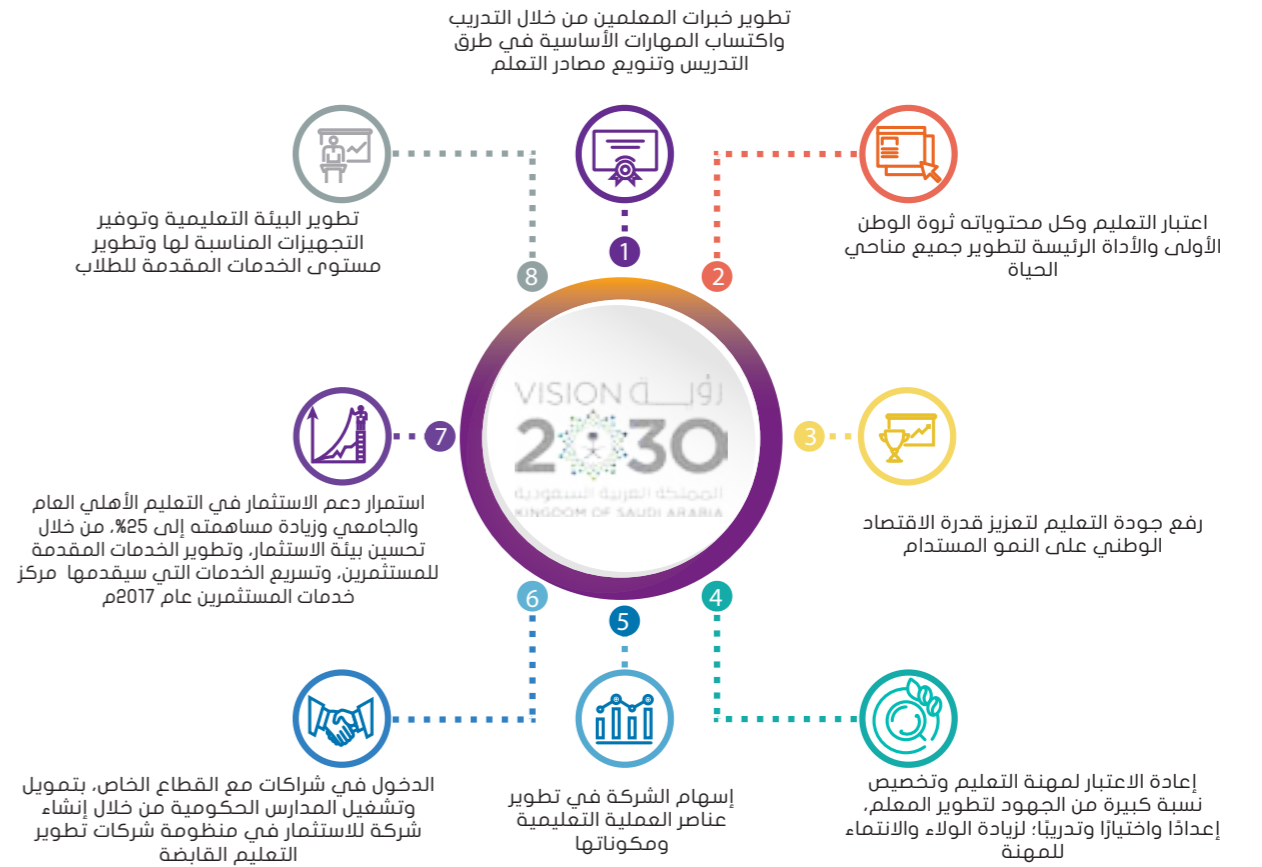 تطوير خبرات المعلمين من خلال التدريب
واكتساب المهارات الأساسية في طرق
التدريس وتنويع مصادر التعلم
1
2
اعتبار التعليم وكل محتوياته ثروة الوطن
الأولى والأداة الرئيسة لتطوير جميع مناحي
الحياة
3
رفع جودة التعليم لتعزيز قدرة الاقتصاد
الوطني على النمو المستدام
4
إعادة الاعتبار لمهنة التعليم وتخصيص
نسبة كبيرة من الجهود لتطوير المعلم،
إعدادًا واختيارًا وتدريبًا؛ لزيادة الولاء والانتماء
للمهنة
5
إسهام الشركة في تطوير
عناصر العملية التعليمية
ومكوناتها
6
الدخول في شراكات مع القطاع الخاص، بتمويل
وتشغيل المدارس الحكومية من خلال إنشاء
شركة للاستثمار في منظومة شركات تطوير
التعليم القابضة
7
استمرار دعم الاستثمار في التعليم الأهلي العام
والجامعي وزيادة مساهمته إلى 25%، من خلال
تحسين بيئة الاستثمار، وتطوير الخدمات المقدمة
للمستثمرين، وتسريع الخدمات التي سيقدمها مركز
خدمات المستثمرين عام 2017م
8
تطوير البيئة التعليمية وتوفير
التجهيزات المناسبة لها وتطوير
مستوى الخدمات المقدمة للطلاب
VISION رؤيـــة
2030
المملكة العربية السعودية
KINGDOM OF SAUDI ARABIA